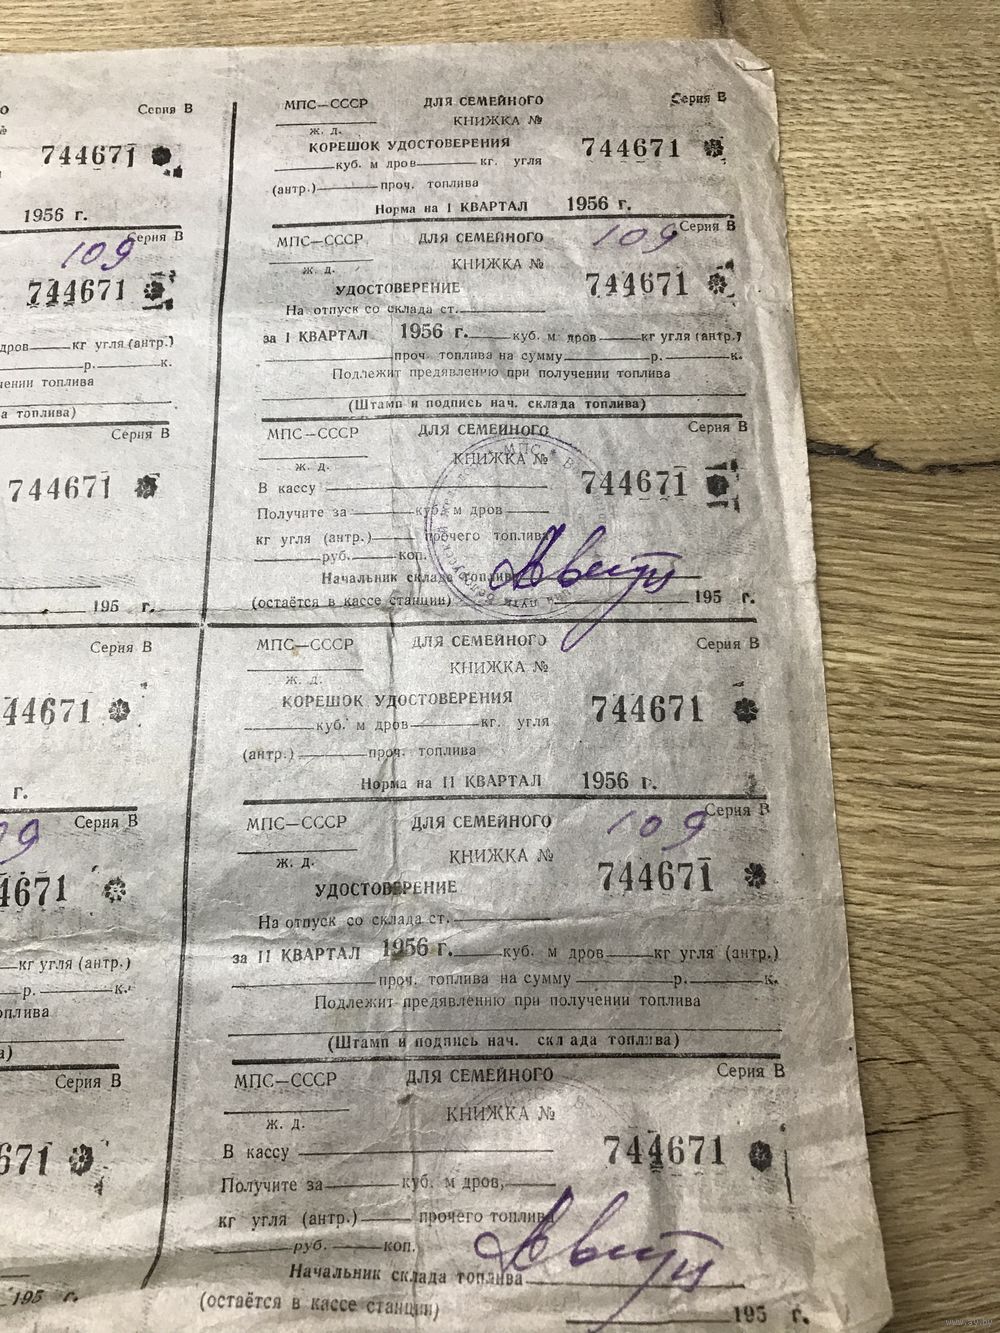 Серия В
744671
1956 г.
Серия В
109
744671
дров кг угля (антр.)
р. к.
чении топлива
а топлива)
Серия В
744671
195 г.
Серия В
44671
г.
09
Серия В
4671
кг угля (антр.)
р. к.
оплива
а)
Серия В
671
195 г.
МПС—СССР ДЛЯ СЕМЕЙНОГО Серия В
ж. д. КНИЖКА №
КОРЕШОК УДОСТОВЕРЕНИЯ 744671
куб. м дров кг. угля
(антр.) проч. топлива
Норма на I КВАРТАЛ 1956 г.
МПС—СССР ДЛЯ СЕМЕЙНОГО 109 Серия В
ж. д. КНИЖКА №
УДОСТОВЕРЕНИЕ 744671
На отпуск со склада ст.
за I КВАРТАЛ 1956 г. куб. м дров кг угля (антр.)
проч. топлива на сумму р. к.
Подлежит предявлению при получении топлива
(Штамп и подпись нач. склада топлива)
МПС—СССР ДЛЯ СЕМЕЙНОГО Серия В
ж. д. КНИЖКА №
В кассу 744671
Получите за куб. м дров
кг угля (антр.) прочего топлива
руб. коп.
Начальник склада топлива
(остаётся в кассе станции) 195 г.
МПС—СССР ДЛЯ СЕМЕЙНОГО Серия В
ж. д. КНИЖКА №
КОРЕШОК УДОСТОВЕРЕНИЯ 744671
куб. м дров кг. угля
(антр.) проч. топлива
Норма на II КВАРТАЛ 1956 г.
МПС—СССР ДЛЯ СЕМЕЙНОГО 109 Серия В
ж. д. КНИЖКА №
УДОСТОВЕРЕНИЕ 744671
На отпуск со склада ст.
за II КВАРТАЛ 1956 г. куб. м дров кг угля (антр.)
проч. топлива на сумму р. к.
Подлежит предявлению при получении топлива
(Штамп и подпись нач. склада топлива)
МПС—СССР ДЛЯ СЕМЕЙНОГО Серия В
ж. д. КНИЖКА №
В кассу 744671
Получите за куб. м дров,
кг угля (антр.) прочего топлива
руб. коп.
Начальник склада топлива
(остаётся в кассе станции) 195 г.
www.ay.by